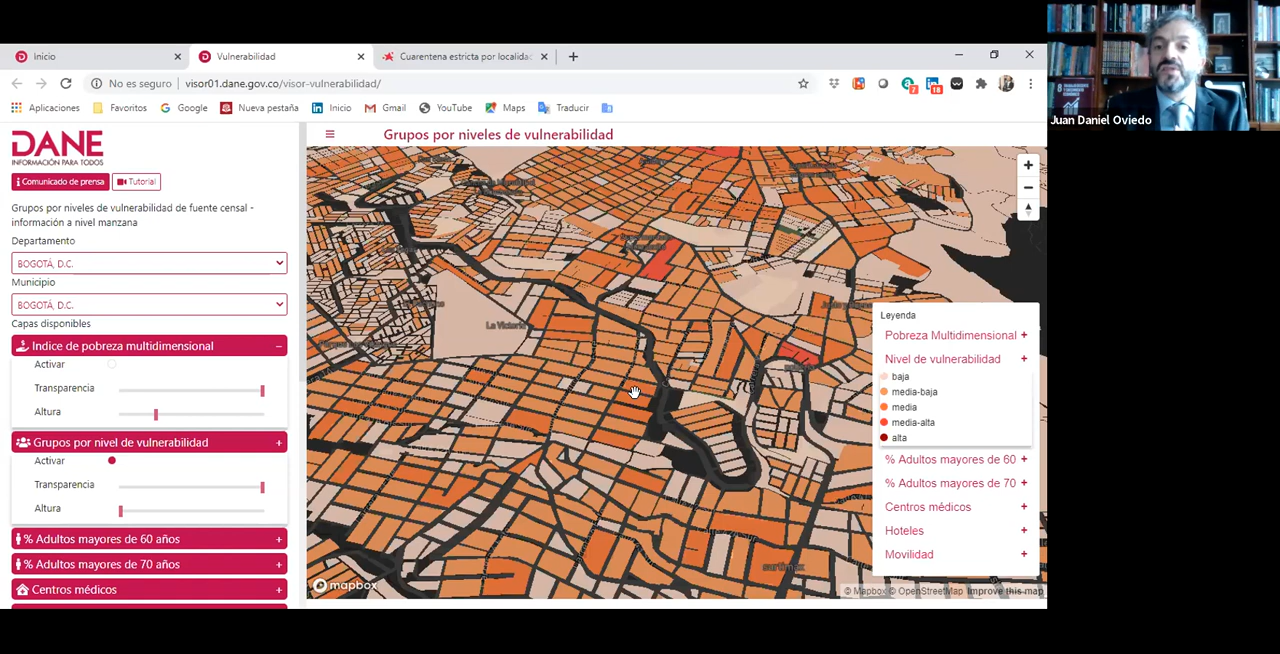 Inicio
Vulnerabilidad
Cuarentena estricta por localida
No es seguro
visor01.dane.gov.co/visor-vulnerabilidad/
7
18
Aplicaciones
Favoritos
Google
Nueva pestaña
Inicio
Gmail
YouTube
Maps
Traducir
Juan Daniel Oviedo
DANE
INFORMACIÓN PARA TODOS
Comunicado de prensa
Tutorial
Grupos por niveles de vulnerabilidad de fuente censal -
información a nivel manzana
Departamento
BOGOTÁ, D.C.
Municipio
BOGOTÁ, D.C.
Capas disponibles
Indice de pobreza multidimensional
Activar
Transparencia
Altura
Grupos por nivel de vulnerabilidad
Activar
Transparencia
Altura
% Adultos mayores de 60 años
% Adultos mayores de 70 años
Centros médicos
Grupos por niveles de vulnerabilidad
La Victoria
surtimax
Leyenda
Pobreza Multidimensional +
Nivel de vulnerabilidad +
baja
media-baja
media
media-alta
alta
% Adultos mayores de 60 +
% Adultos mayores de 70 +
Centros médicos +
Hoteles +
Movilidad +
mapbox
© Mapbox © OpenStreetMap Improve this map